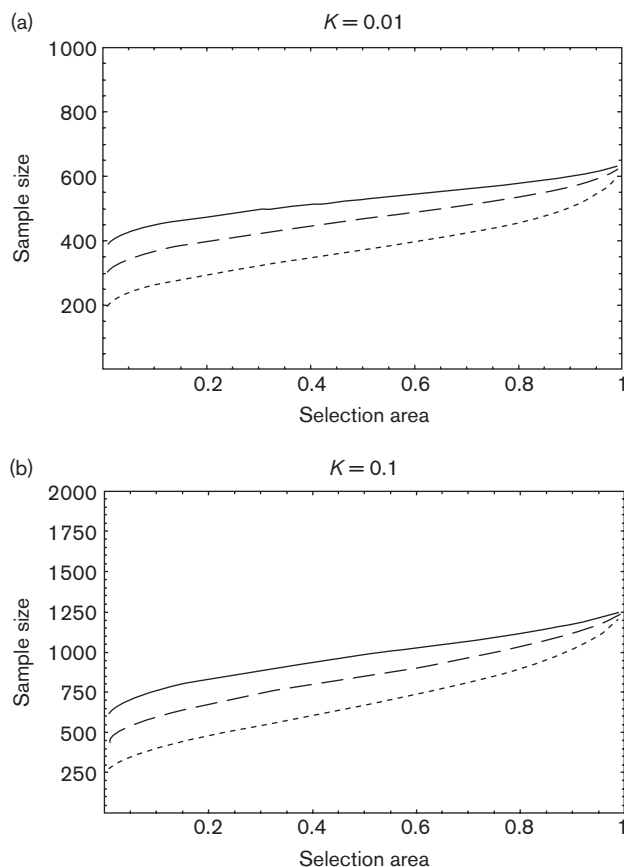 (a)
K = 0.01
1000
800
600
400
200
Sample size
0.2 0.4 0.6 0.8 1
Selection area
(b)
K = 0.1
2000
1750
1500
1250
1000
750
500
250
Sample size
0.2 0.4 0.6 0.8 1
Selection area